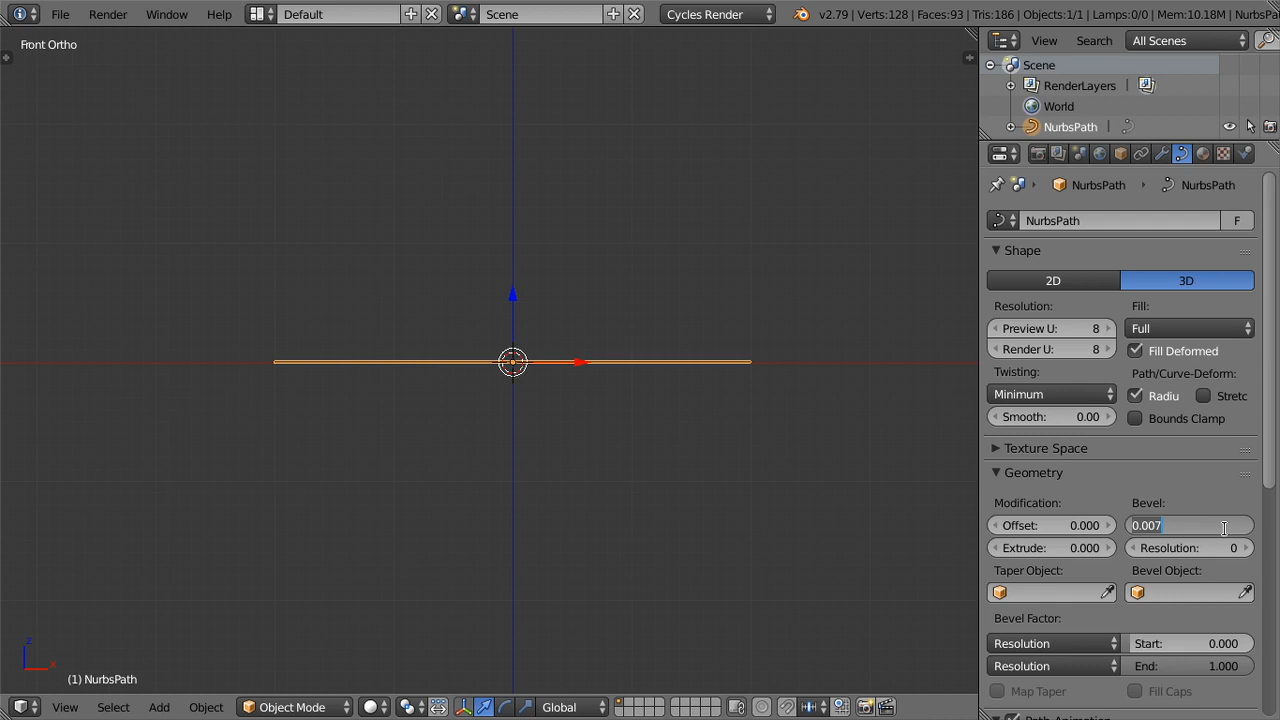 File Render Window Help Default Scene Cycles Render v2.79 | Verts:128 | Faces:93 | Tris:186 | Objects:1/1 | Lamps:0/0 | Mem:10.18M | NurbsPa
Front Ortho
View Search All Scenes
Scene
RenderLayers
World
NurbsPath
NurbsPath NurbsPath
NurbsPath F
Shape
2D 3D
Resolution: Fill:
Preview U: 8 Full
Render U: 8 Fill Deformed
Twisting: Path/Curve-Deform:
Minimum Radiu Stretc
Smooth: 0.00 Bounds Clamp
Texture Space
Geometry
Modification: Bevel:
Offset: 0.000 0.007
Extrude: 0.000 Resolution: 0
Taper Object: Bevel Object:
Bevel Factor:
Resolution Start: 0.000
Resolution End: 1.000
Map Taper Fill Caps
Path Animation
z
x
(1) NurbsPath
View Select Add Object Object Mode Global